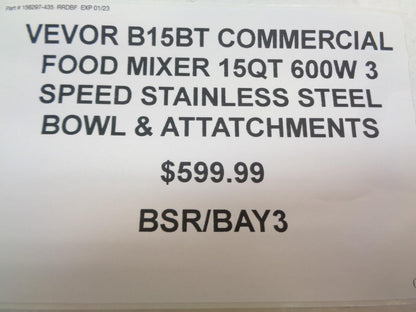 Part # 158297-435 RRDBF EXP 01/23
VEVOR B15BT COMMERCIAL
FOOD MIXER 15QT 600W 3
SPEED STAINLESS STEEL
BOWL & ATTATCHMENTS
$599.99
BSR/BAY3